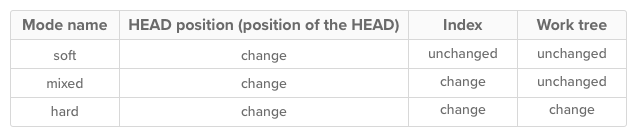 Mode name HEAD position (position of the HEAD) Index Work tree
soft change unchanged unchanged
mixed change change unchanged
hard change change change